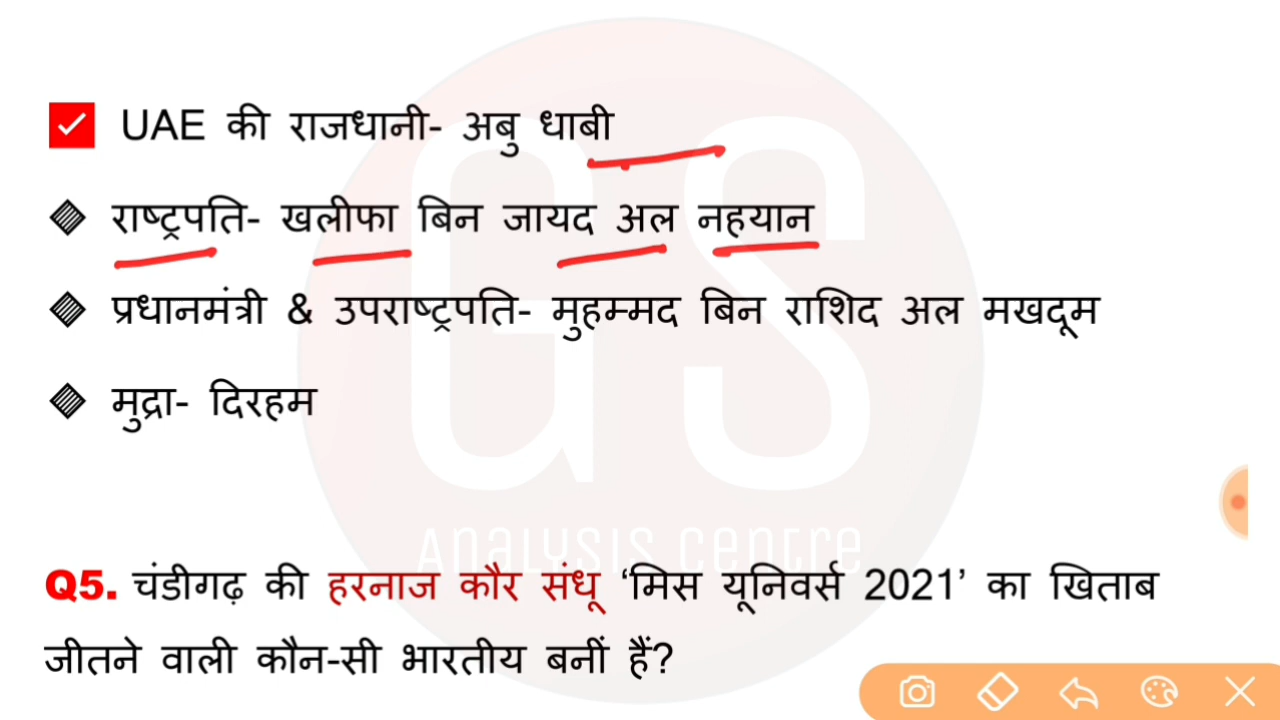 UAE की राजधानी- अबु धाबी
राष्ट्रपति- खलीफा बिन जायद अल नहयान
प्रधानमंत्री & उपराष्ट्रपति- मुहम्मद बिन राशिद अल मखदूम
मुद्रा- दिरहम
GS
Analysis Centre
Q5. चंडीगढ़ की हरनाज कौर संधू ‘मिस यूनिवर्स 2021’ का खिताब
जीतने वाली कौन-सी भारतीय बनीं हैं?